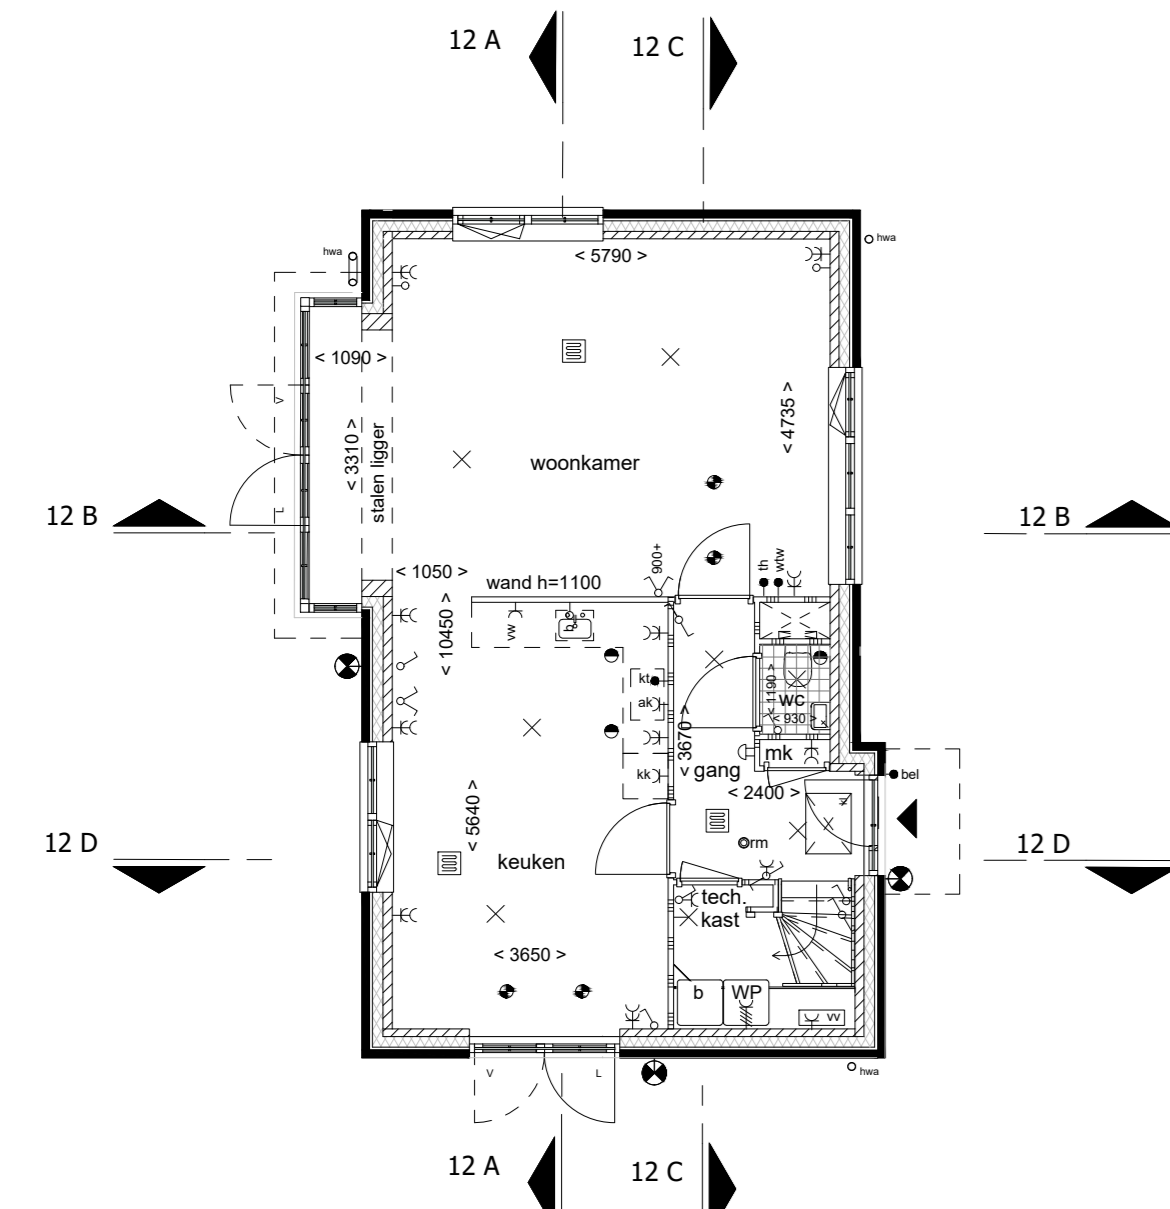 12 A
12 C
hwa
hwa
< 5790 >
< 1090 >
V
< 3310 >
stalen ligger
< 4735 >
woonkamer
L
12 B
12 B
900+
th
wtw
< 1050 >
wand h=1100
< 10450 >
vw
kt
ak
kk
< 1190 >
wc
< 930 >
< 3670 >
gang
mk
bel
< 2400 >
< 5640 >
rm
12 D
12 D
keuken
tech.
kast
< 3650 >
b
WP
vv
V
L
hwa
12 A
12 C